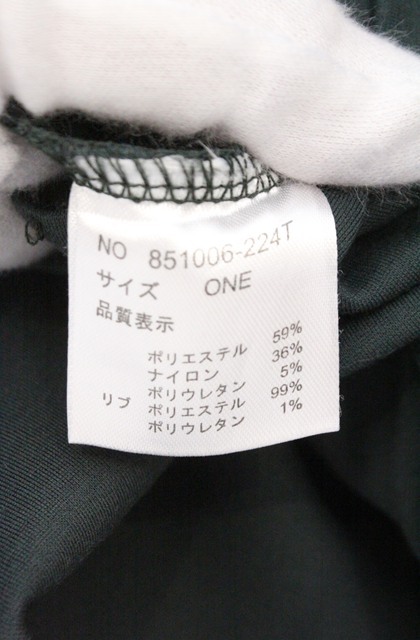 NO 851006-224T
サイズ ONE
品質表示
ポリエステル 59%
ナイロン 36%
ポリウレタン 5%
リブ ポリエステル 99%
ポリウレタン 1%